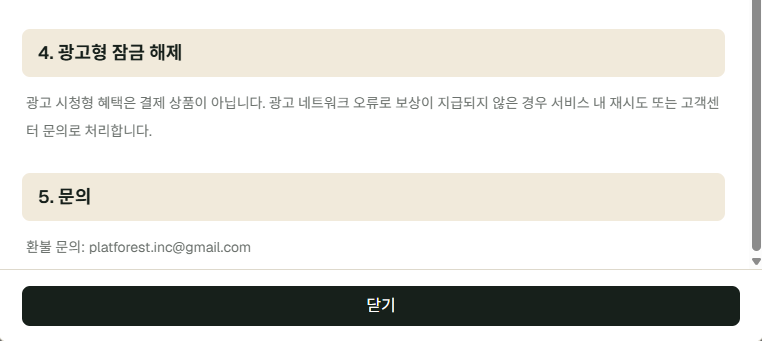 4. 광고형 잠금 해제
광고 시청형 혜택은 결제 상품이 아닙니다. 광고 네트워크 오류로 보상이 지급되지 않은 경우 서비스 내 재시도 또는 고객센
터 문의로 처리합니다.
5. 문의
환불 문의: platforest.inc@gmail.com
닫기